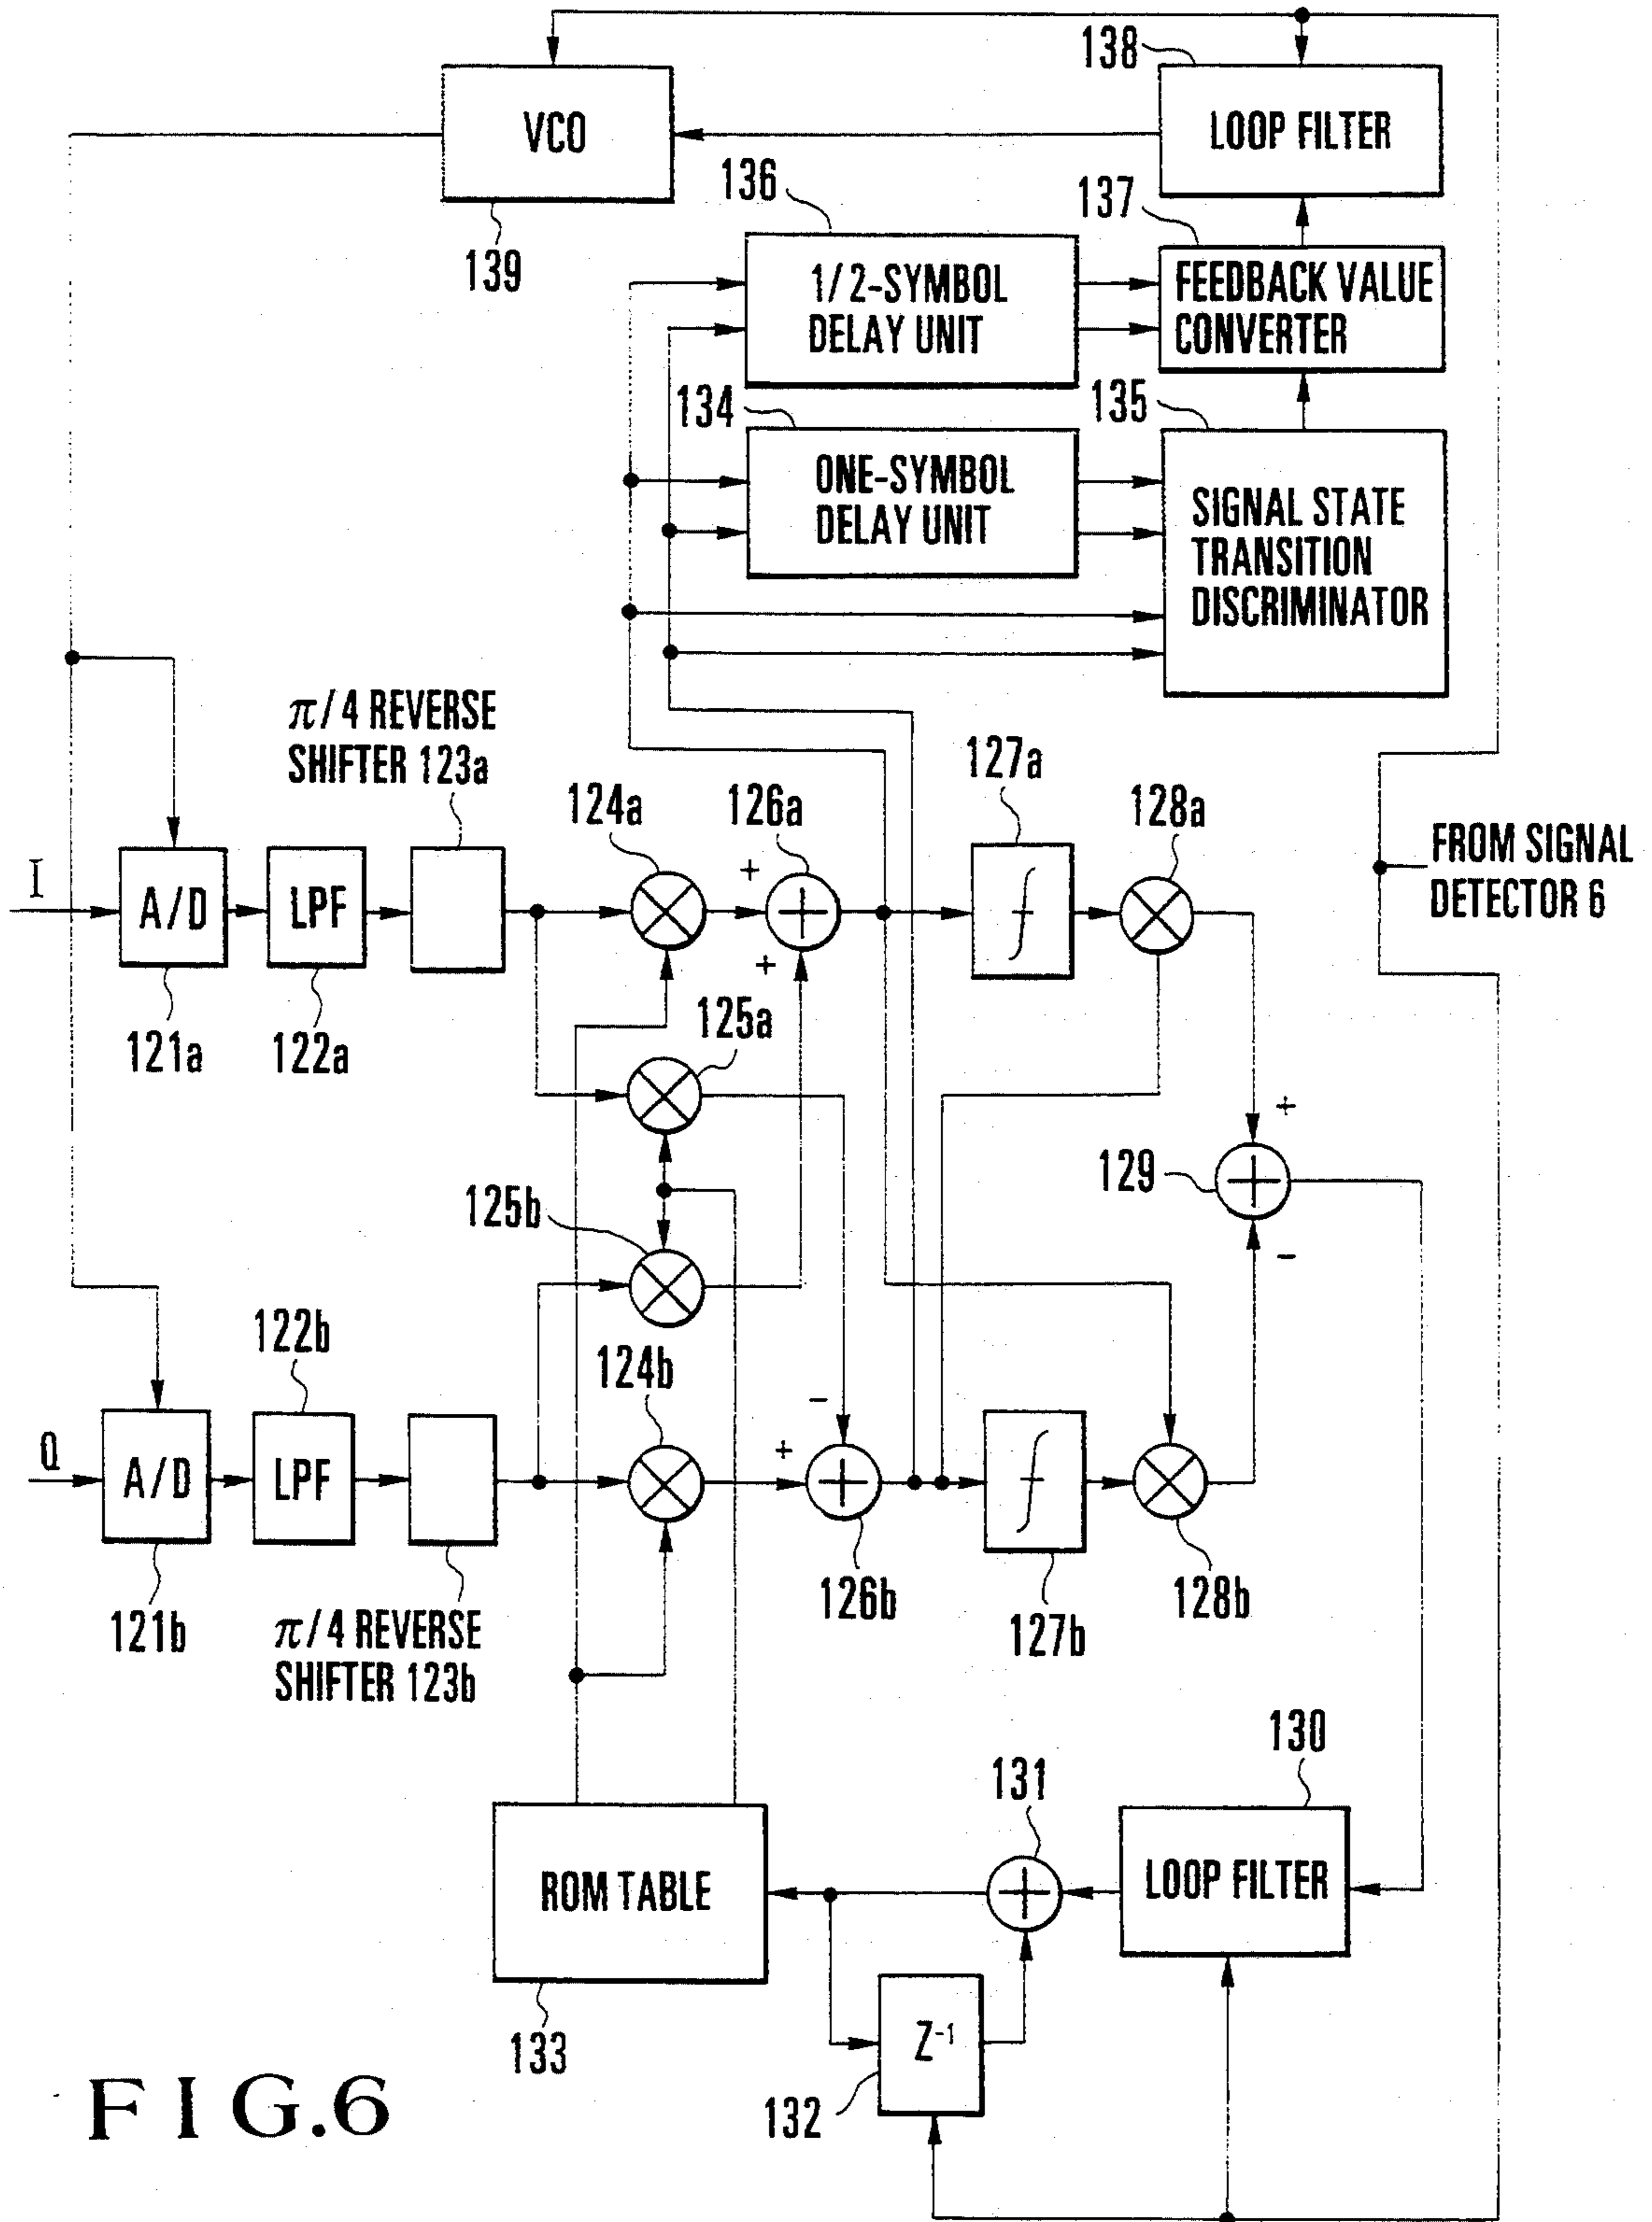 138
VCO
LOOP FILTER
136
137
139
1/2-SYMBOL
DELAY UNIT
FEEDBACK VALUE
CONVERTER
134
135
ONE-SYMBOL
DELAY UNIT
SIGNAL STATE
TRANSITION
DISCRIMINATOR
π/4 REVERSE
SHIFTER 123a
127a
124a
126a
128a
FROM SIGNAL
DETECTOR 6
I
A/D
LPF
+
∫
+
121a
122a
125a
+
129
125b
−
122b
124b
−
Q
A/D
LPF
+
∫
121b
π/4 REVERSE
SHIFTER 123b
126b
127b
128b
130
131
ROM TABLE
LOOP FILTER
133
Z⁻¹
132
FIG.6